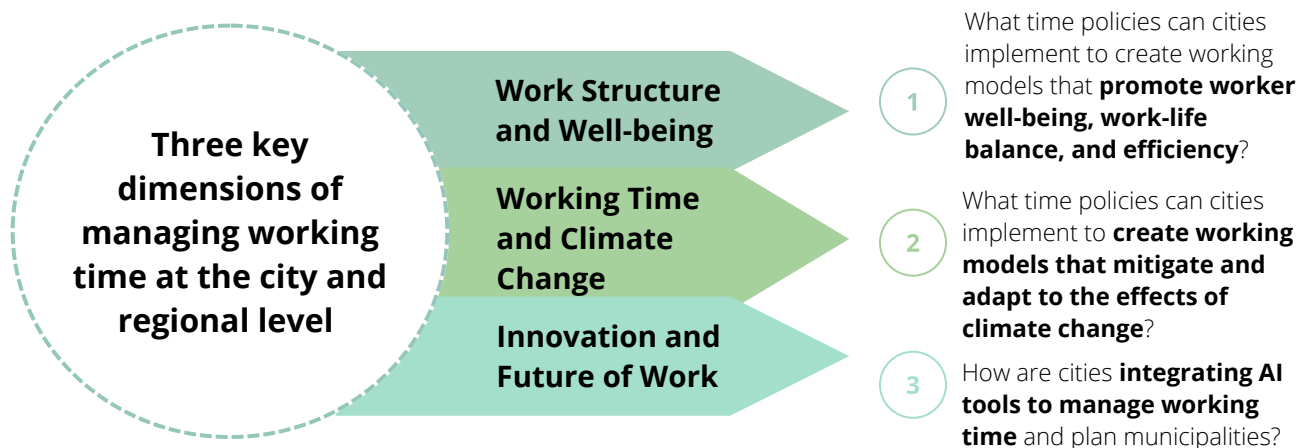 Three key
dimensions of
managing working
time at the city and
regional level
Work Structure
and Well-being
1
What time policies can cities
implement to create working
models that promote worker
well-being, work-life
balance, and efficiency?
Working Time
and Climate
Change
2
What time policies can cities
implement to create working
models that mitigate and
adapt to the effects of
climate change?
Innovation and
Future of Work
3
How are cities integrating AI
tools to manage working
time and plan municipalities?